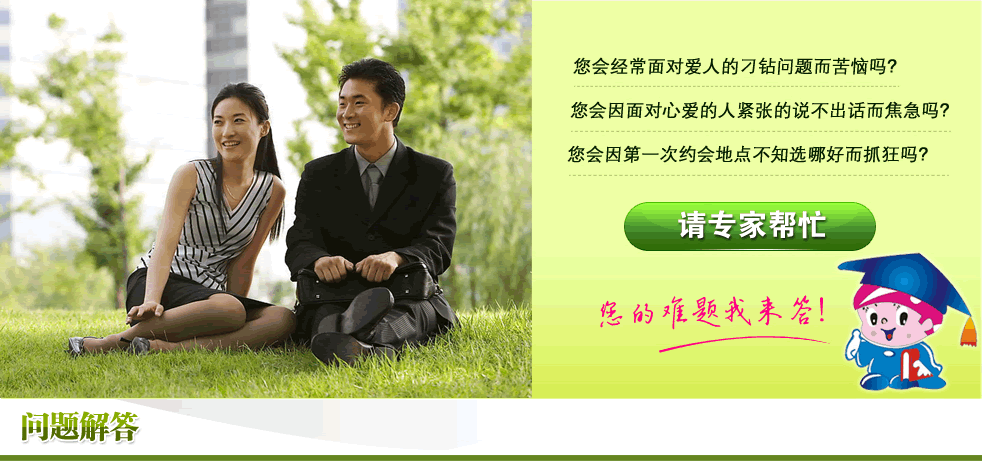 您会经常面对爱人的刁钻问题而苦恼吗?
您会因面对心爱的人紧张的说不出话而焦急吗?
您会因第一次约会地点不知选哪好而抓狂吗?
请专家帮忙
您的难题我来答!
问题解答